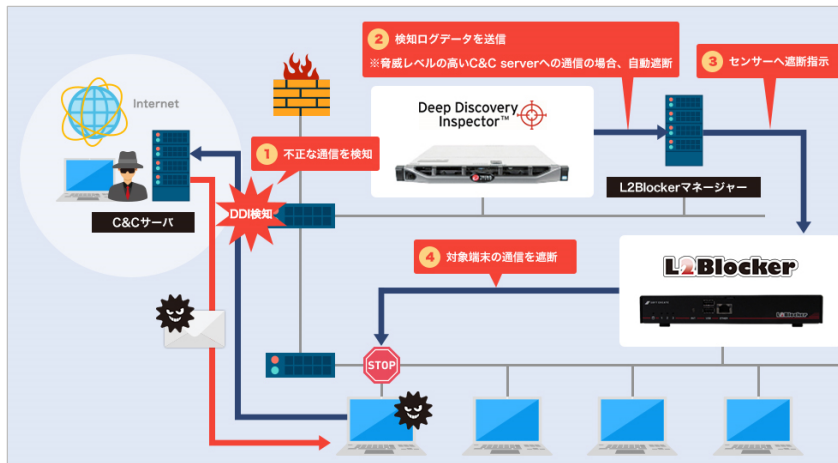 2 検知ログデータを送信
※脅威レベルの高いC&C serverへの通信の場合、自動遮断
3 センサーへ遮断指示
Internet
Deep Discovery
Inspector™
1 不正な通信を検知
L2Blockerマネージャー
C&Cサーバ
DDI検知
4 対象端末の通信を遮断
L2Blocker
L2Blocker
STOP